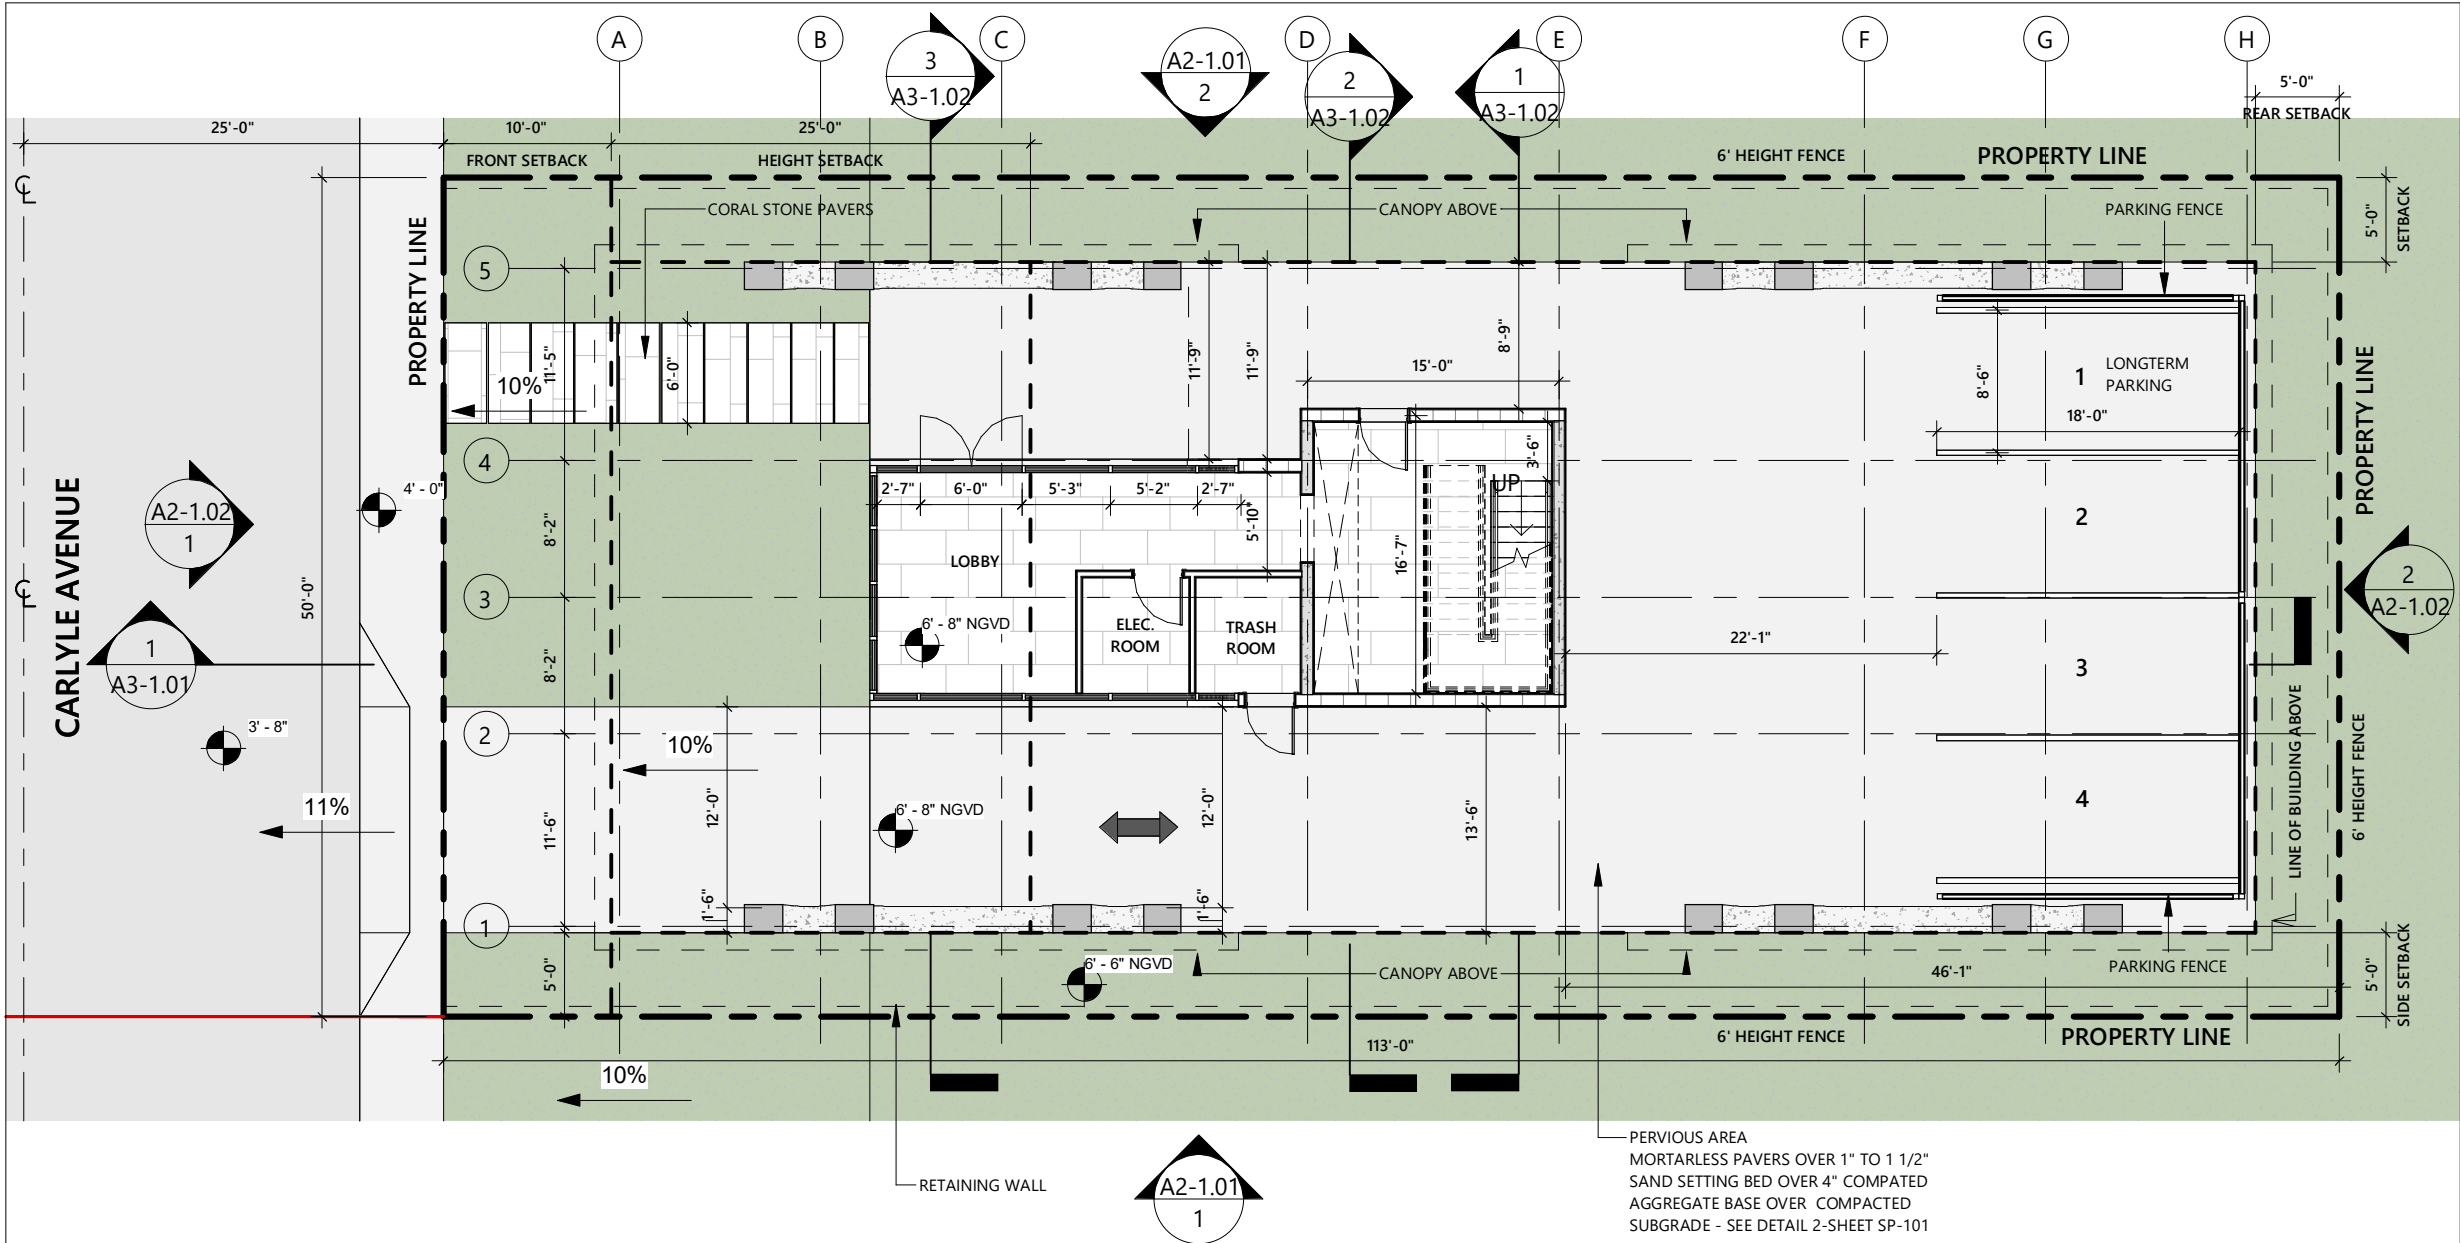 A
B
C
D
E
F
G
H
3
A3-1.02
A2-1.01
2
2
A3-1.02
1
A3-1.02
5'-0"
REAR SETBACK
25'-0"
10'-0"
25'-0"
FRONT SETBACK
HEIGHT SETBACK
6' HEIGHT FENCE
PROPERTY LINE
CORAL STONE PAVERS
CANOPY ABOVE
PARKING FENCE
5'-0"
SETBACK
PROPERTY LINE
5
11'-5"
6'-0"
10%
11'-9"
11'-9"
8'-9"
15'-0"
8'-6"
1
LONGTERM
PARKING
18'-0"
PROPERTY LINE
4
CARLYLE AVENUE
A2-1.02
1
4' - 0"
2'-7"
6'-0"
5'-3"
5'-2"
2'-7"
5'-10"
3'-6"
UP
16'-7"
8'-2"
2
LOBBY
50'-0"
3
6' - 8" NGVD
ELEC.
ROOM
TRASH
ROOM
22'-1"
2
A2-1.02
1
A3-1.01
8'-2"
3
3' - 8"
2
10%
11%
12'-0"
11'-6"
6' - 8" NGVD
12'-0"
13'-6"
4
LINE OF BUILDING ABOVE
6' HEIGHT FENCE
1
1'-6"
1'-6"
5'-0"
6' - 6" NGVD
CANOPY ABOVE
46'-1"
PARKING FENCE
5'-0"
SIDE SETBACK
6' HEIGHT FENCE
PROPERTY LINE
113'-0"
10%
RETAINING WALL
A2-1.01
1
PERVIOUS AREA
MORTARLESS PAVERS OVER 1" TO 1 1/2"
SAND SETTING BED OVER 4" COMPATED
AGGREGATE BASE OVER COMPACTED
SUBGRADE - SEE DETAIL 2-SHEET SP-101